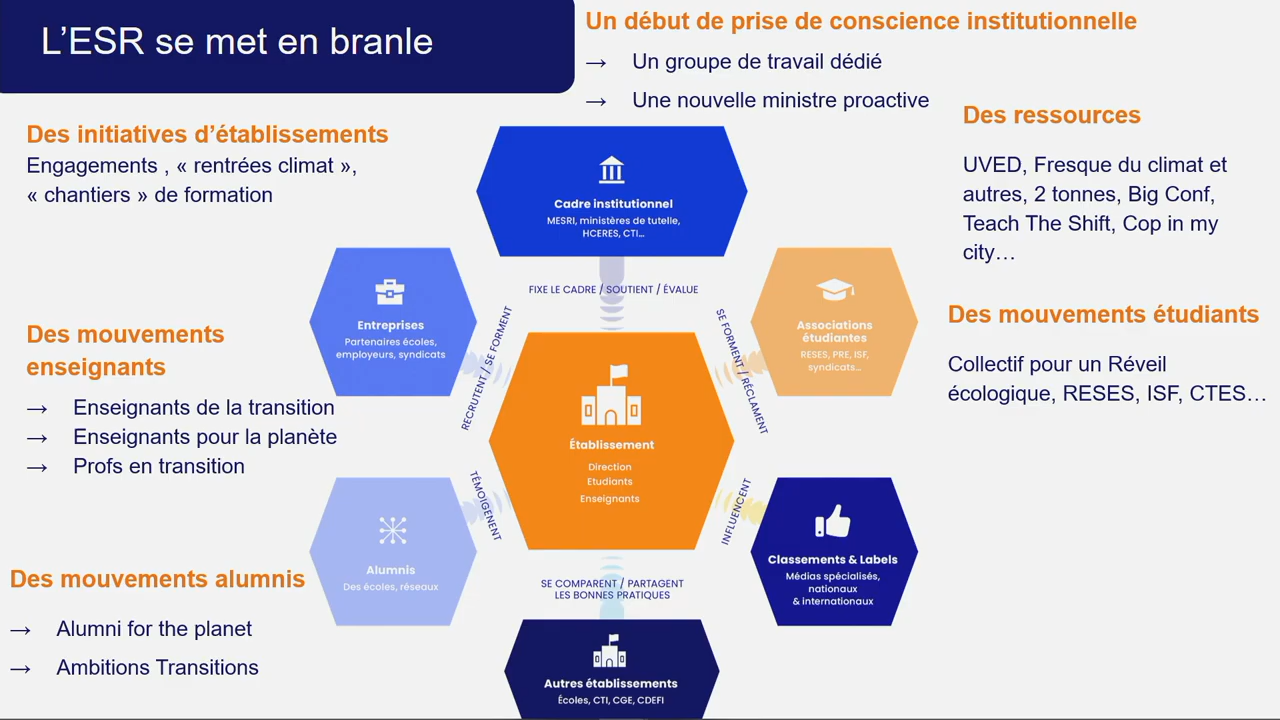 L'ESR se met en branle
Un début de prise de conscience institutionnelle
→ Un groupe de travail dédié
→ Une nouvelle ministre proactive
Des initiatives d'établissements
Engagements , « rentrées climat »,
« chantiers » de formation
Des ressources
UVED, Fresque du climat et
autres, 2 tonnes, Big Conf,
Teach The Shift, Cop in my
city…
Cadre institutionnel
MESRI, ministères de tutelle,
HCERES, CTI…
FIXE LE CADRE / SOUTIENT / ÉVALUE
Entreprises
Partenaires écoles,
employeurs, syndicats
RECRUTENT / SE FORMENT
SE FORMENT / RÉCLAMENT
Associations
étudiantes
RESES, PRE, ISF,
syndicats…
Des mouvements étudiants
Collectif pour un Réveil
écologique, RESES, ISF, CTES…
Des mouvements
enseignants
→ Enseignants de la transition
→ Enseignants pour la planète
→ Profs en transition
Établissement
Direction
Etudiants
Enseignants
TÉMOIGENENT
INFLUENCENT
Alumnis
Des écoles, réseaux
Classements & Labels
Médias spécialisés,
nationaux
& internationaux
Des mouvements alumnis
→ Alumni for the planet
→ Ambitions Transitions
SE COMPARENT / PARTAGENT
LES BONNES PRATIQUES
Autres établissements
Écoles, CTI, CGE, CDEFI